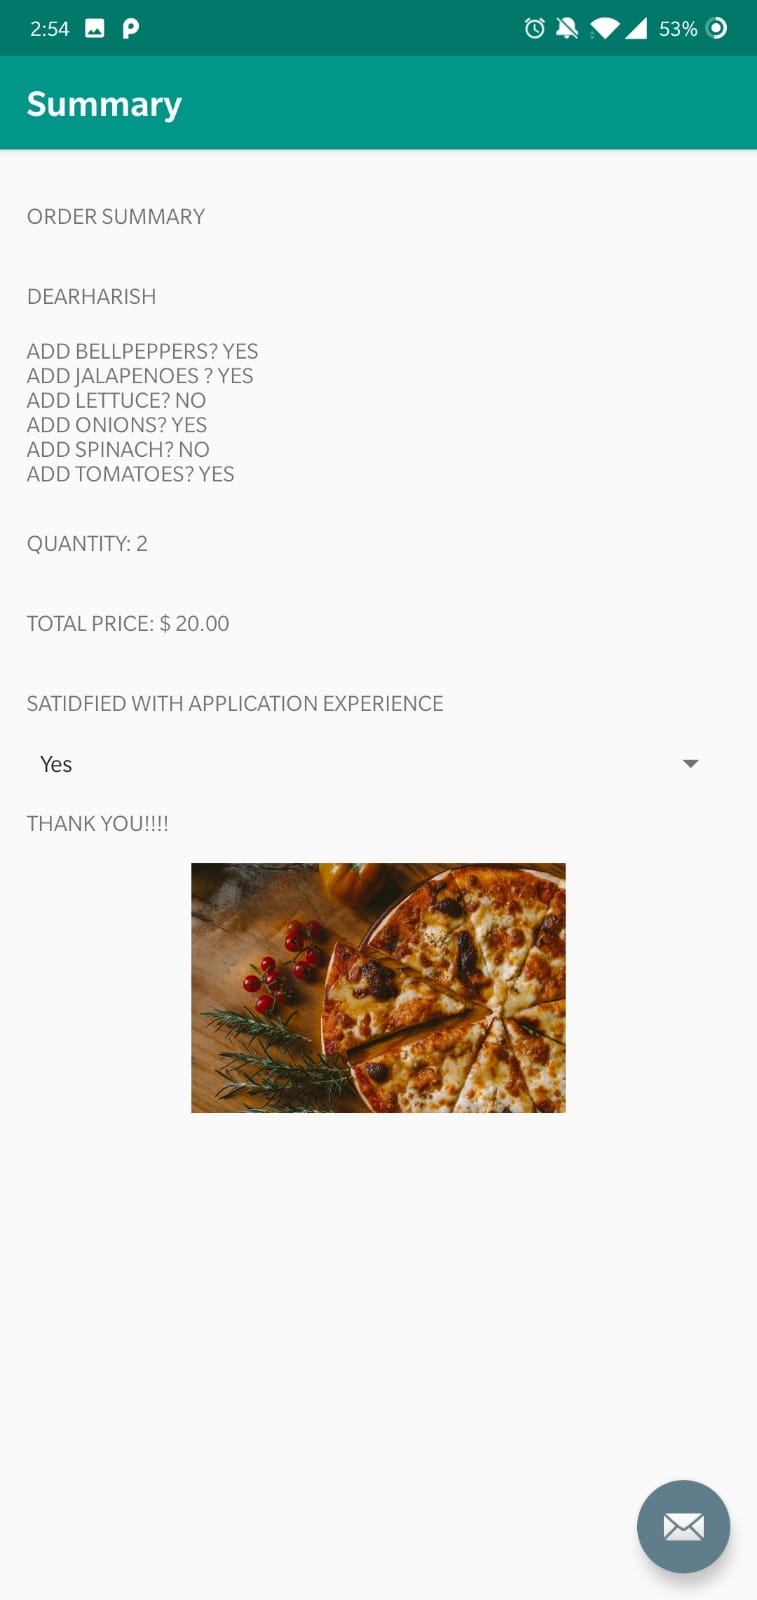 2:54 53%
Summary
ORDER SUMMARY
DEARHARISH
ADD BELLPEPPERS? YES
ADD JALAPENOES ? YES
ADD LETTUCE? NO
ADD ONIONS? YES
ADD SPINACH? NO
ADD TOMATOES? YES
QUANTITY: 2
TOTAL PRICE: $ 20.00
SATIDFIED WITH APPLICATION EXPERIENCE
Yes
THANK YOU!!!!